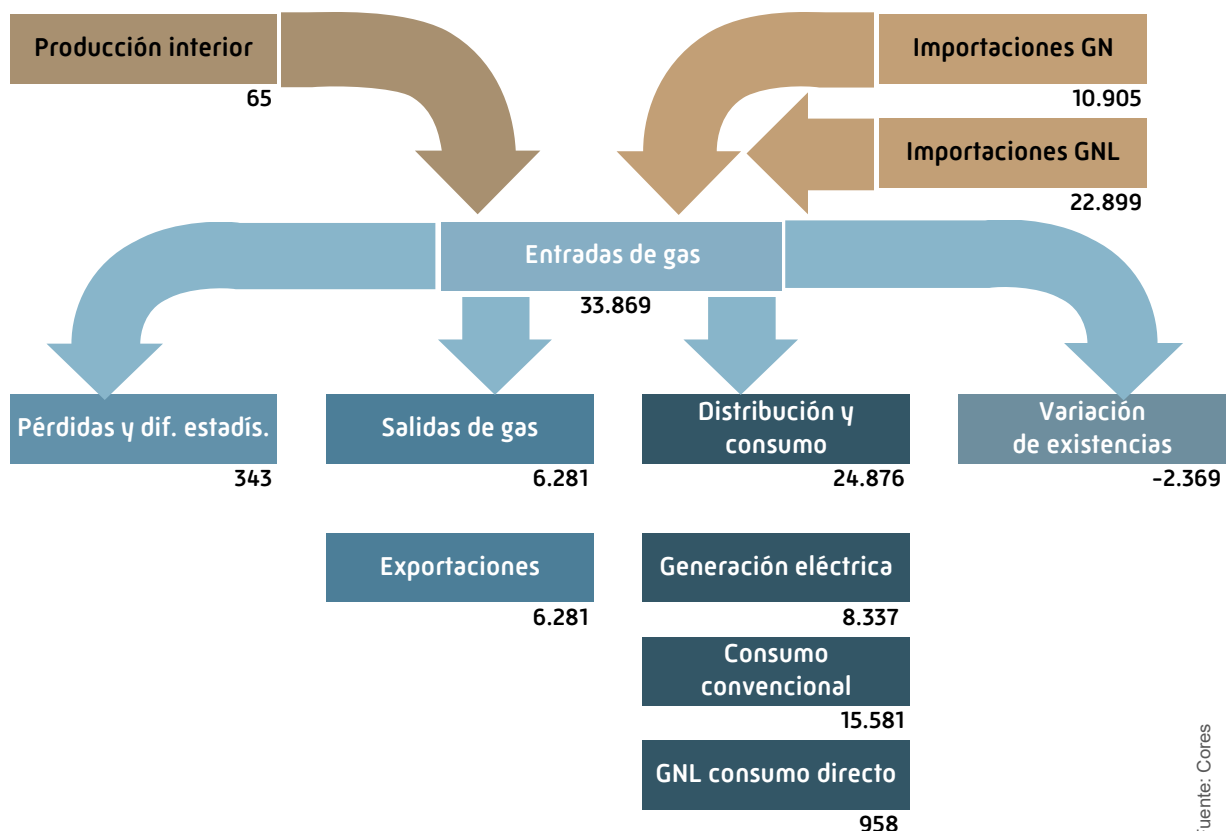 Producción interior
65
Importaciones GN
10.905
Importaciones GNL
22.899
Entradas de gas
33.869
Pérdidas y dif. estadís.
343
Salidas de gas
6.281
Distribución y
consumo
24.876
Variación
de existencias
-2.369
Exportaciones
6.281
Generación eléctrica
8.337
Consumo
convencional
15.581
GNL consumo directo
958
Fuente: Cores